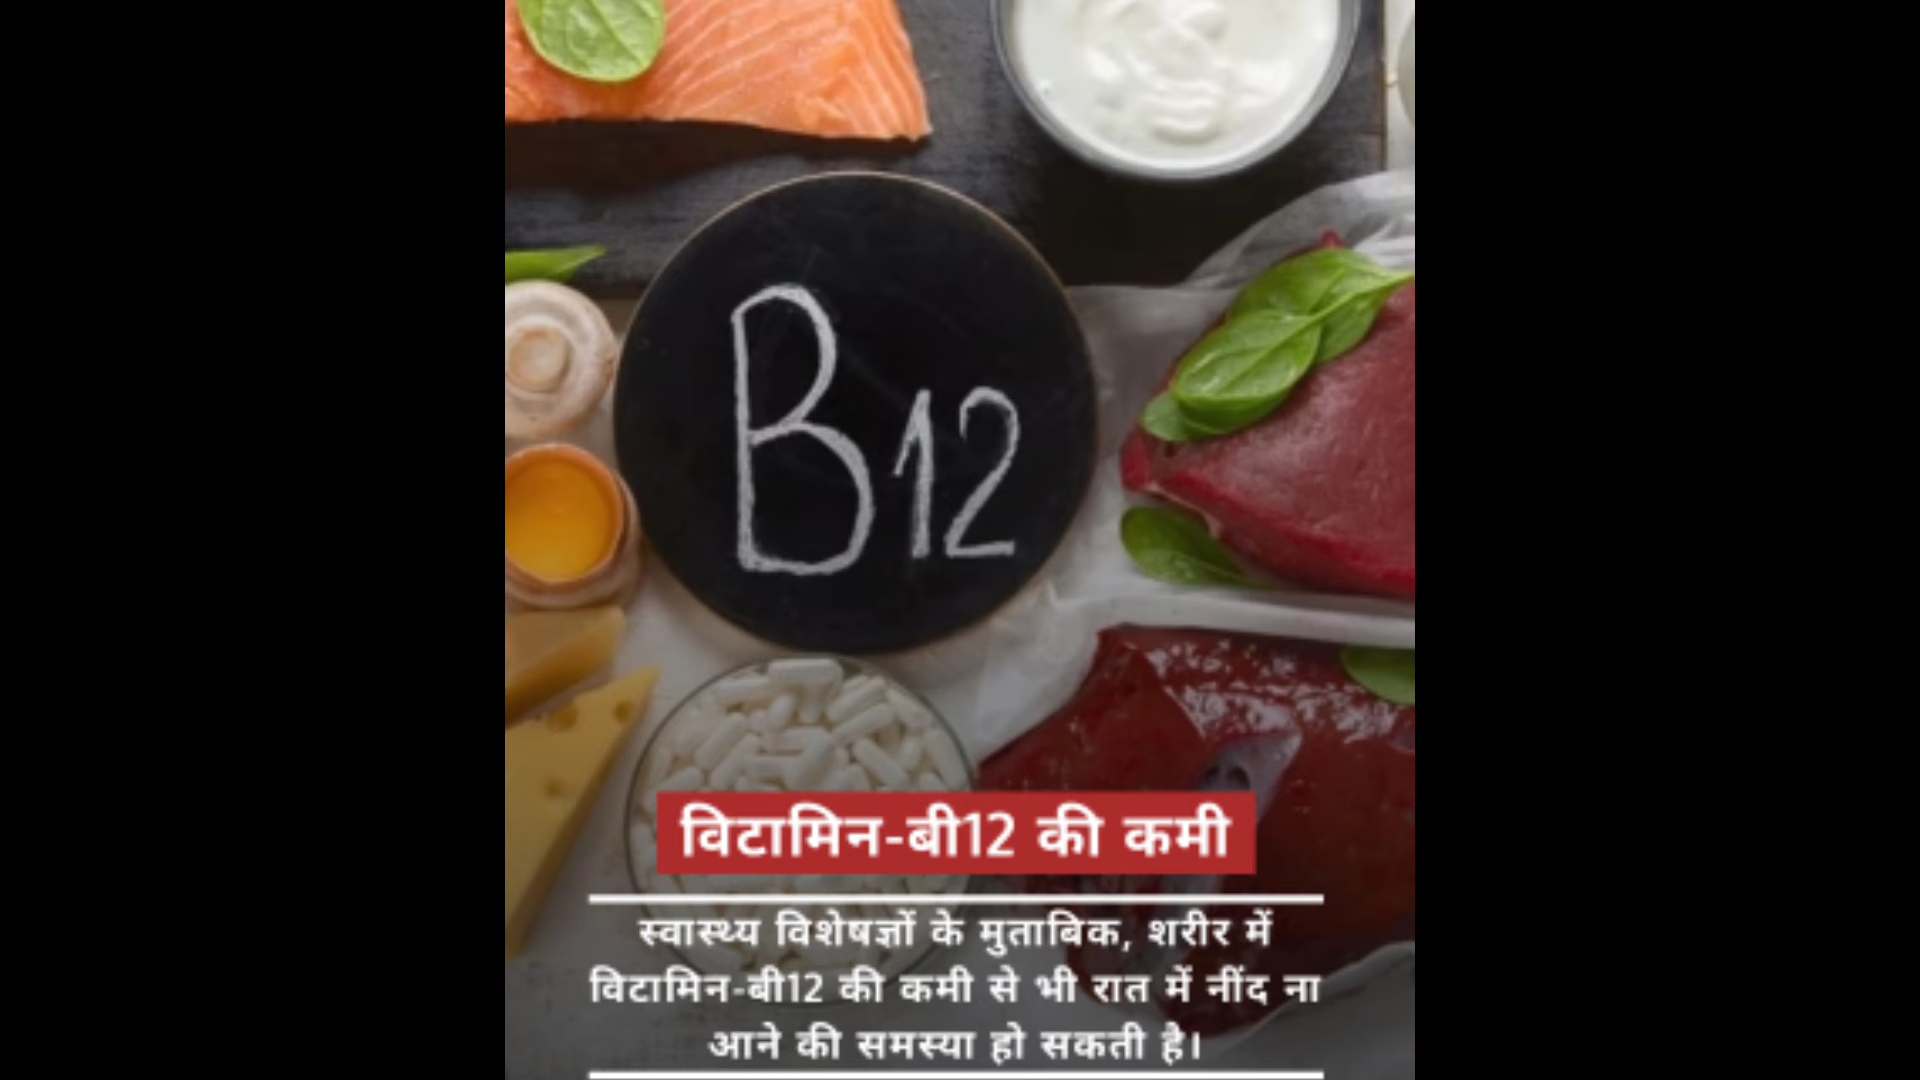 B12
विटामिन-बी12 की कमी
स्वास्थ्य विशेषज्ञों के मुताबिक, शरीर में
विटामिन-बी12 की कमी से भी रात में नींद ना
आने की समस्या हो सकती है।